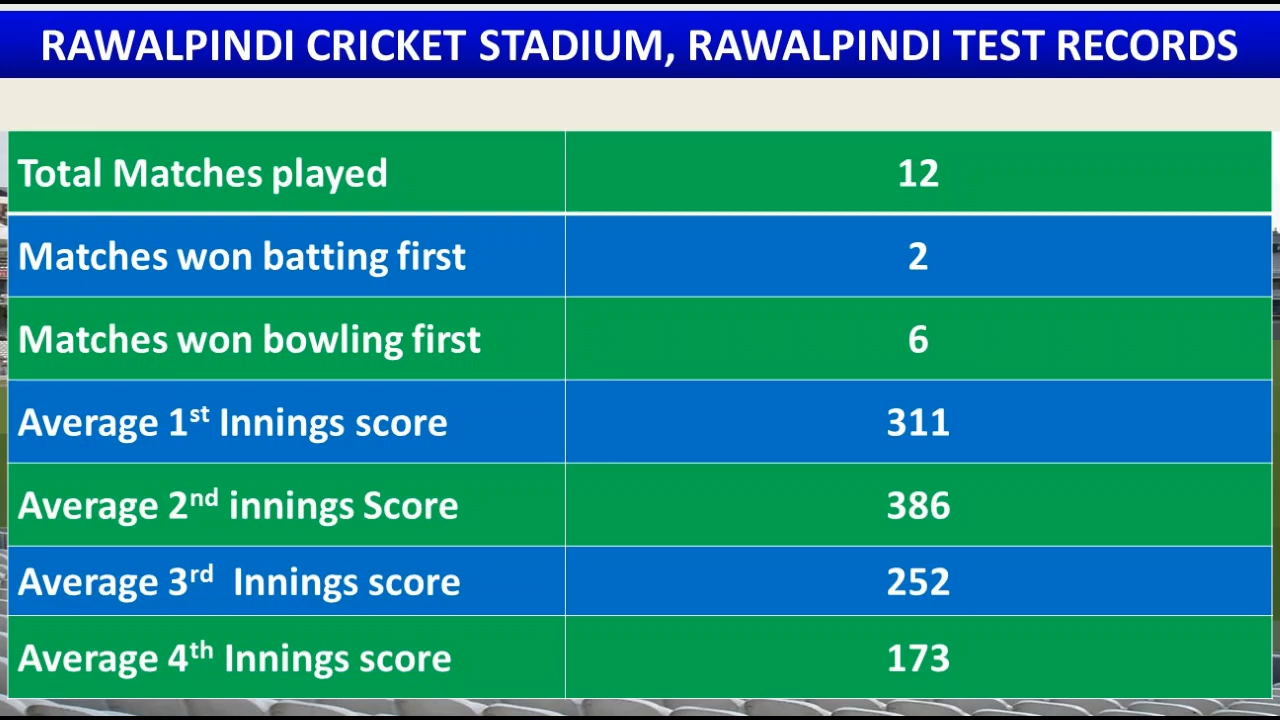 RAWALPINDI CRICKET STADIUM, RAWALPINDI TEST RECORDS
Total Matches played 12
Matches won batting first 2
Matches won bowling first 6
Average 1st Innings score 311
Average 2nd innings Score 386
Average 3rd Innings score 252
Average 4th Innings score 173